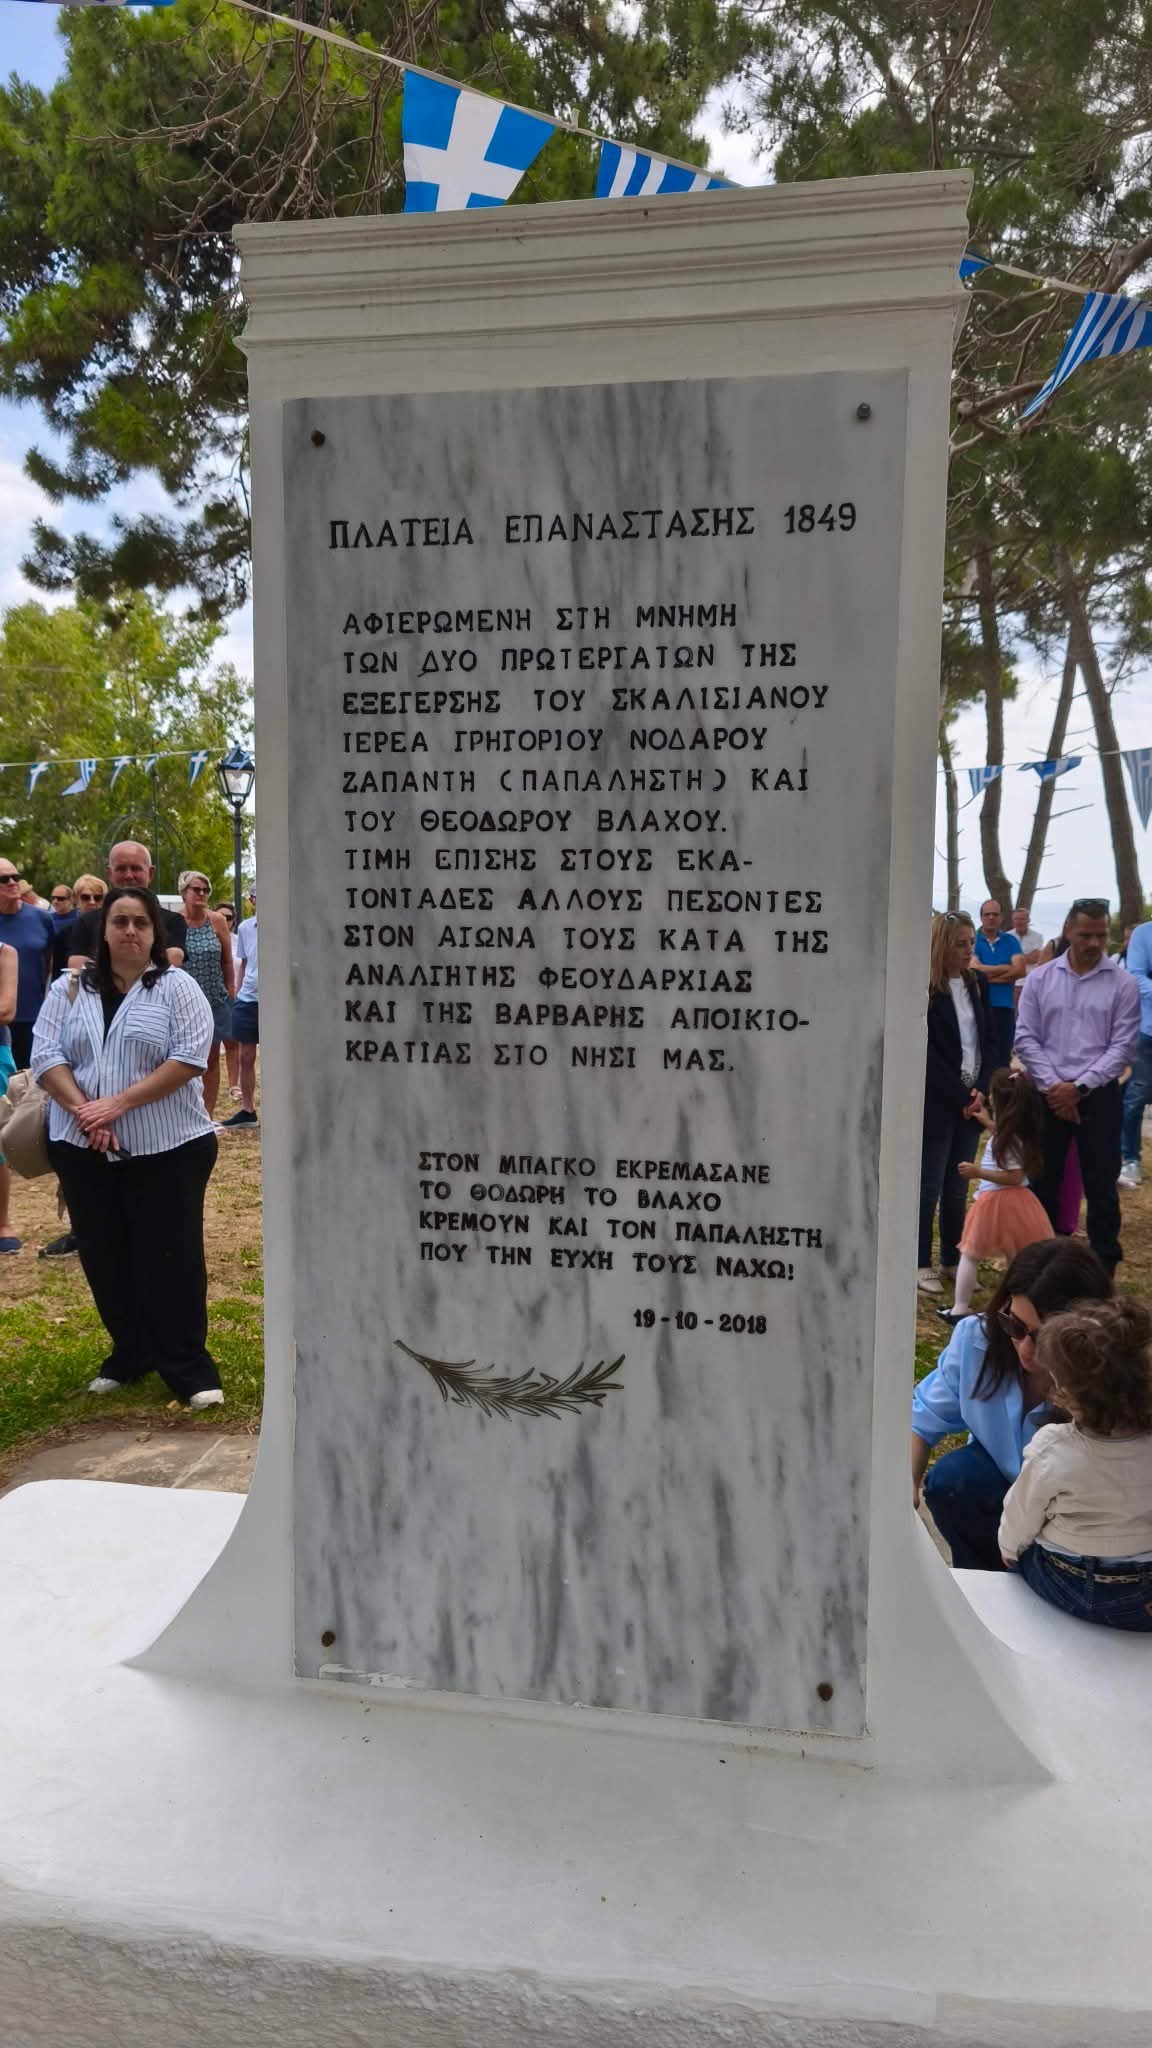 ΠΛΑΤΕΙΑ ΕΠΑΝΑΣΤΑΣΗΣ 1849
ΑΦΙΕΡΩΜΕΝΗ ΣΤΗ ΜΝΗΜΗ
ΤΩΝ ΔΥΟ ΠΡΩΤΕΡΓΑΤΩΝ ΤΗΣ
ΕΞΕΓΕΡΣΗΣ ΤΟΥ ΣΚΑΛΙΣΙΑΝΟΥ
ΙΕΡΕΑ ΓΡΗΓΟΡΙΟΥ ΝΟΔΑΡΟΥ
ΖΑΠΑΝΤΗ (ΠΑΠΑΛΗΣΤΗ) ΚΑΙ
ΤΟΥ ΘΕΟΔΩΡΟΥ ΒΛΑΧΟΥ.
ΤΙΜΗ ΕΠΙΣΗΣ ΣΤΟΥΣ ΕΚΑ-
ΤΟΝΤΑΔΕΣ ΑΛΛΟΥΣ ΠΕΣΟΝΤΕΣ
ΣΤΟΝ ΑΓΩΝΑ ΤΟΥΣ ΚΑΤΑ ΤΗΣ
ΑΝΑΛΓΗΤΗΣ ΦΕΟΥΔΑΡΧΙΑΣ
ΚΑΙ ΤΗΣ ΒΑΡΒΑΡΗΣ ΑΠΟΙΚΙΟ-
ΚΡΑΤΙΑΣ ΣΤΟ ΝΗΣΙ ΜΑΣ.
ΣΤΟΝ ΜΠΑΓΚΟ ΕΚΡΕΜΑΣΑΝΕ
ΤΟ ΘΟΔΩΡΗ ΤΟ ΒΛΑΧΟ
ΚΡΕΜΟΥΝ ΚΑΙ ΤΟΝ ΠΑΠΑΛΗΣΤΗ
ΠΟΥ ΤΗΝ ΕΥΧΗ ΤΟΥΣ ΝΑΧΩ!
19-10-2018